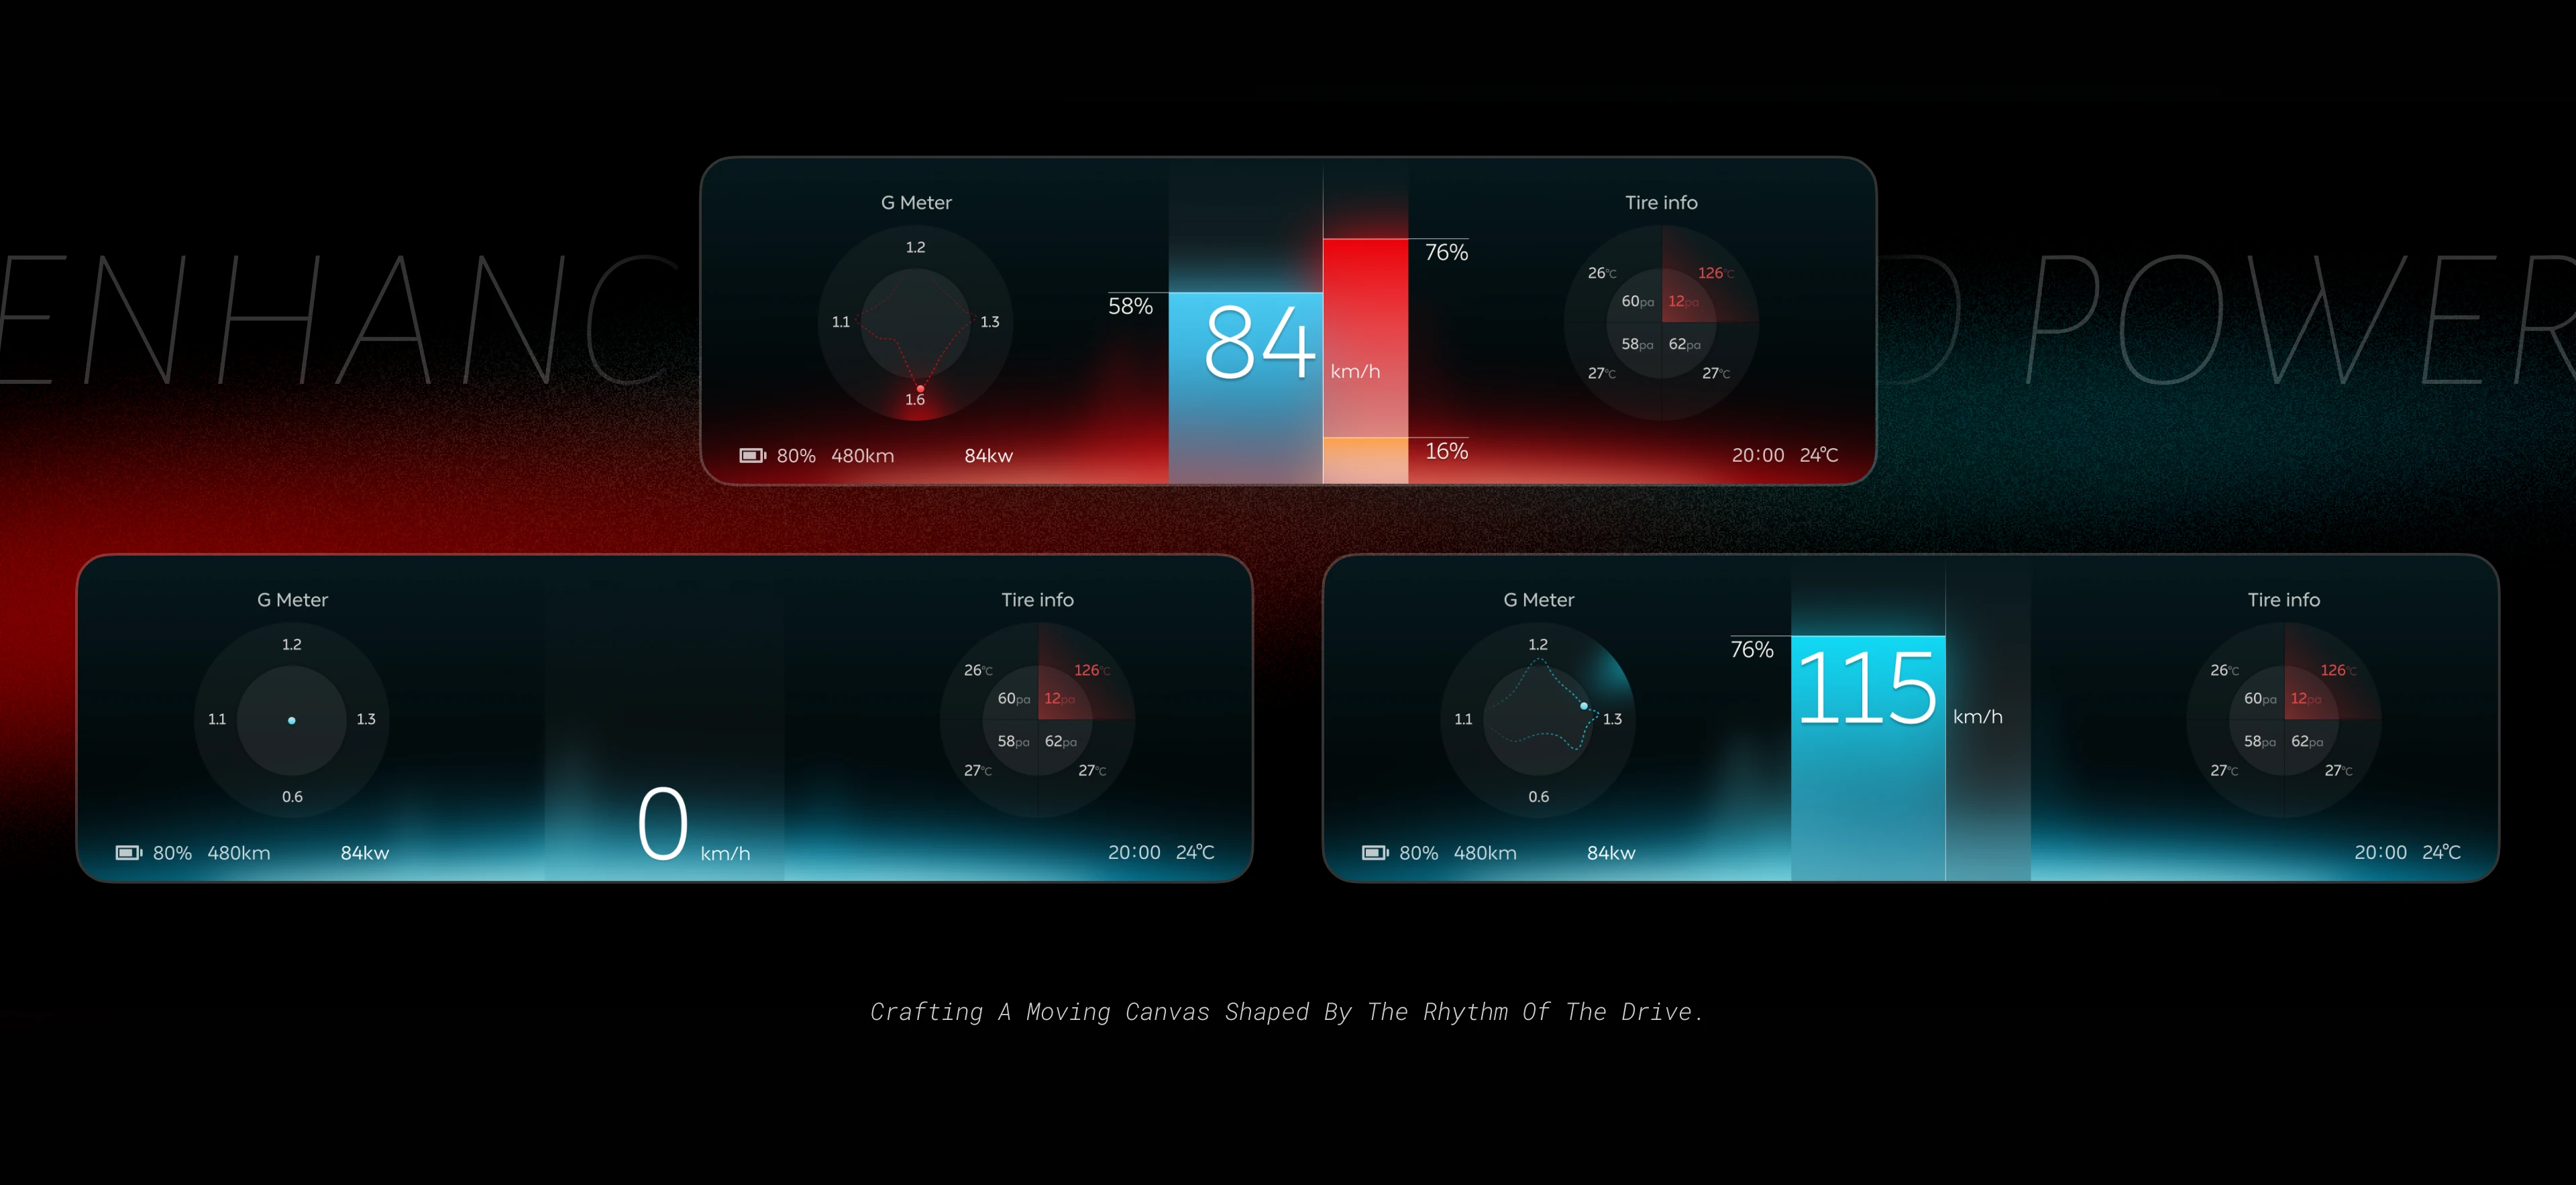 ENHANCED POWER
G Meter
1.2
1.1
1.3
1.6
80% 480km 84kw
58%
84 km/h
76%
16%
Tire info
26°C 126°C
60pa 12pa
58pa 62pa
27°C 27°C
20:00 24°C
G Meter
1.2
1.1
1.3
0.6
80% 480km 84kw
0 km/h
Tire info
26°C 126°C
60pa 12pa
58pa 62pa
27°C 27°C
20:00 24°C
G Meter
1.2
1.1
1.3
0.6
80% 480km 84kw
76%
115 km/h
Tire info
26°C 126°C
60pa 12pa
58pa 62pa
27°C 27°C
20:00 24°C
Crafting A Moving Canvas Shaped By The Rhythm Of The Drive.